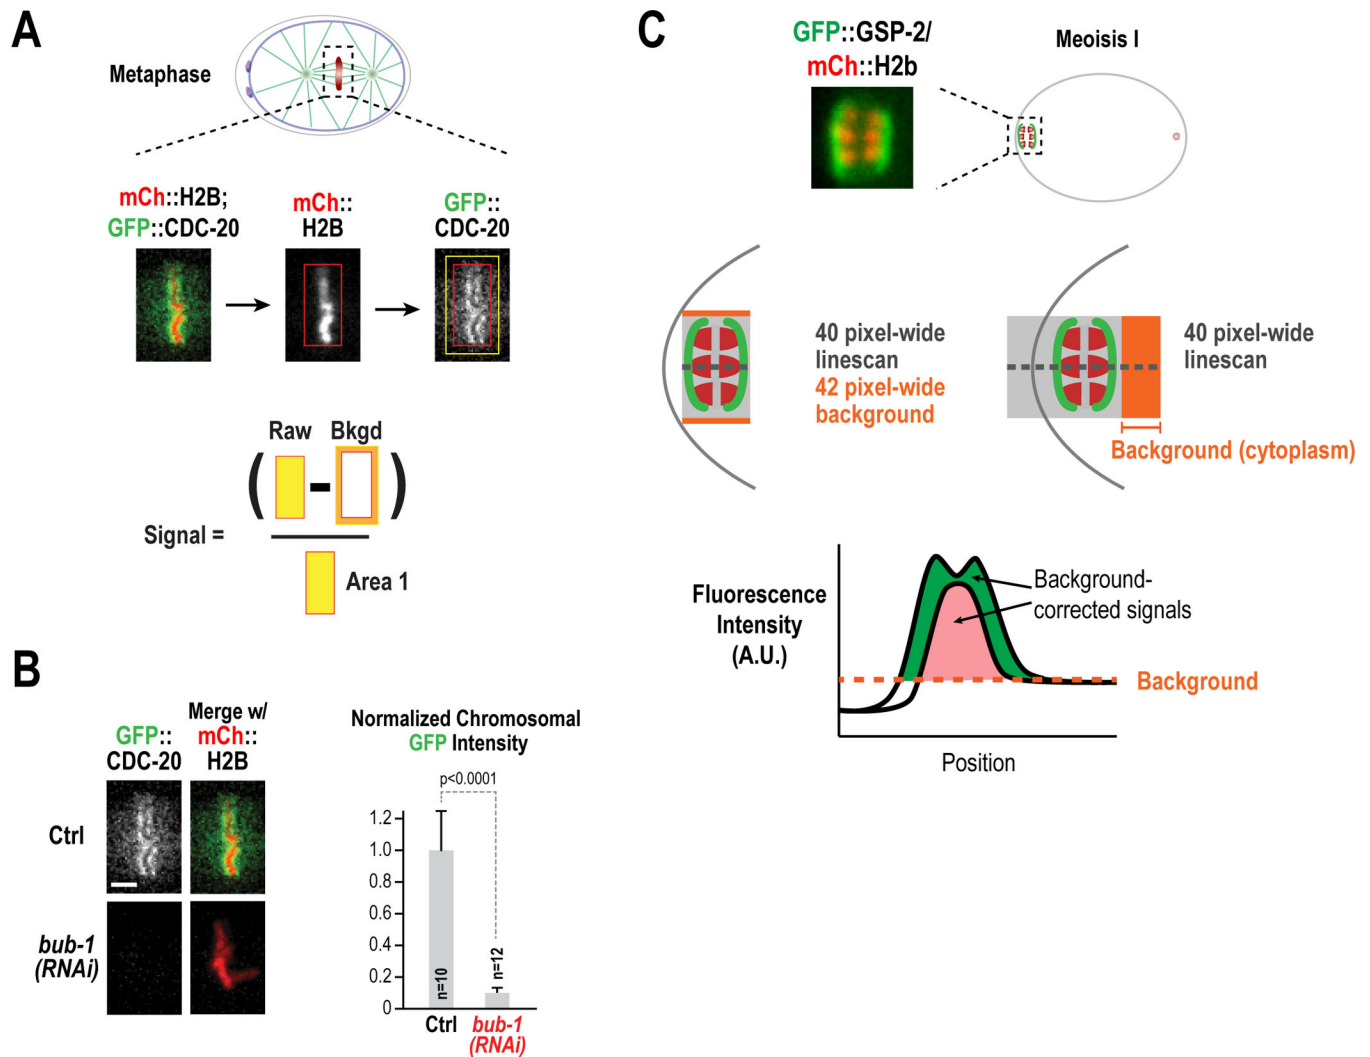 A
Metaphase
mCh::H2B;
GFP::CDC-20
mCh::
H2B
GFP::
CDC-20
Raw
Bkgd
( - )
Signal =
Area 1
B
GFP::
CDC-20
Merge w/
mCh::
H2B
Ctrl
bub-1
(RNAi)
Normalized Chromosomal
GFP Intensity
p<0.0001
1.2
1.0
0.8
0.6
0.4
0.2
0
n=10
n=12
Ctrl
bub-1
(RNAi)
C
GFP::GSP-2/
mCh::H2b
Meoisis I
40 pixel-wide
linescan
42 pixel-wide
background
40 pixel-wide
linescan
Background (cytoplasm)
Fluorescence
Intensity
(A.U.)
Background-
corrected signals
Background
Position